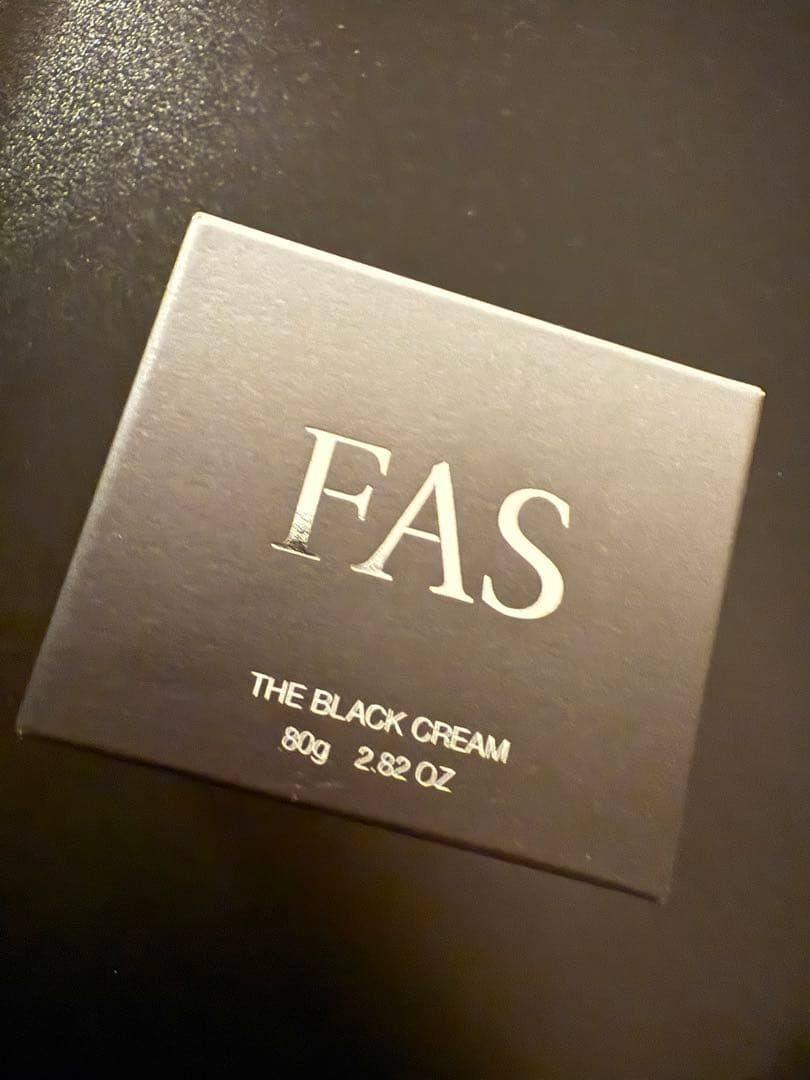 FAS
THE BLACK CREAM
80g 2.82 OZ